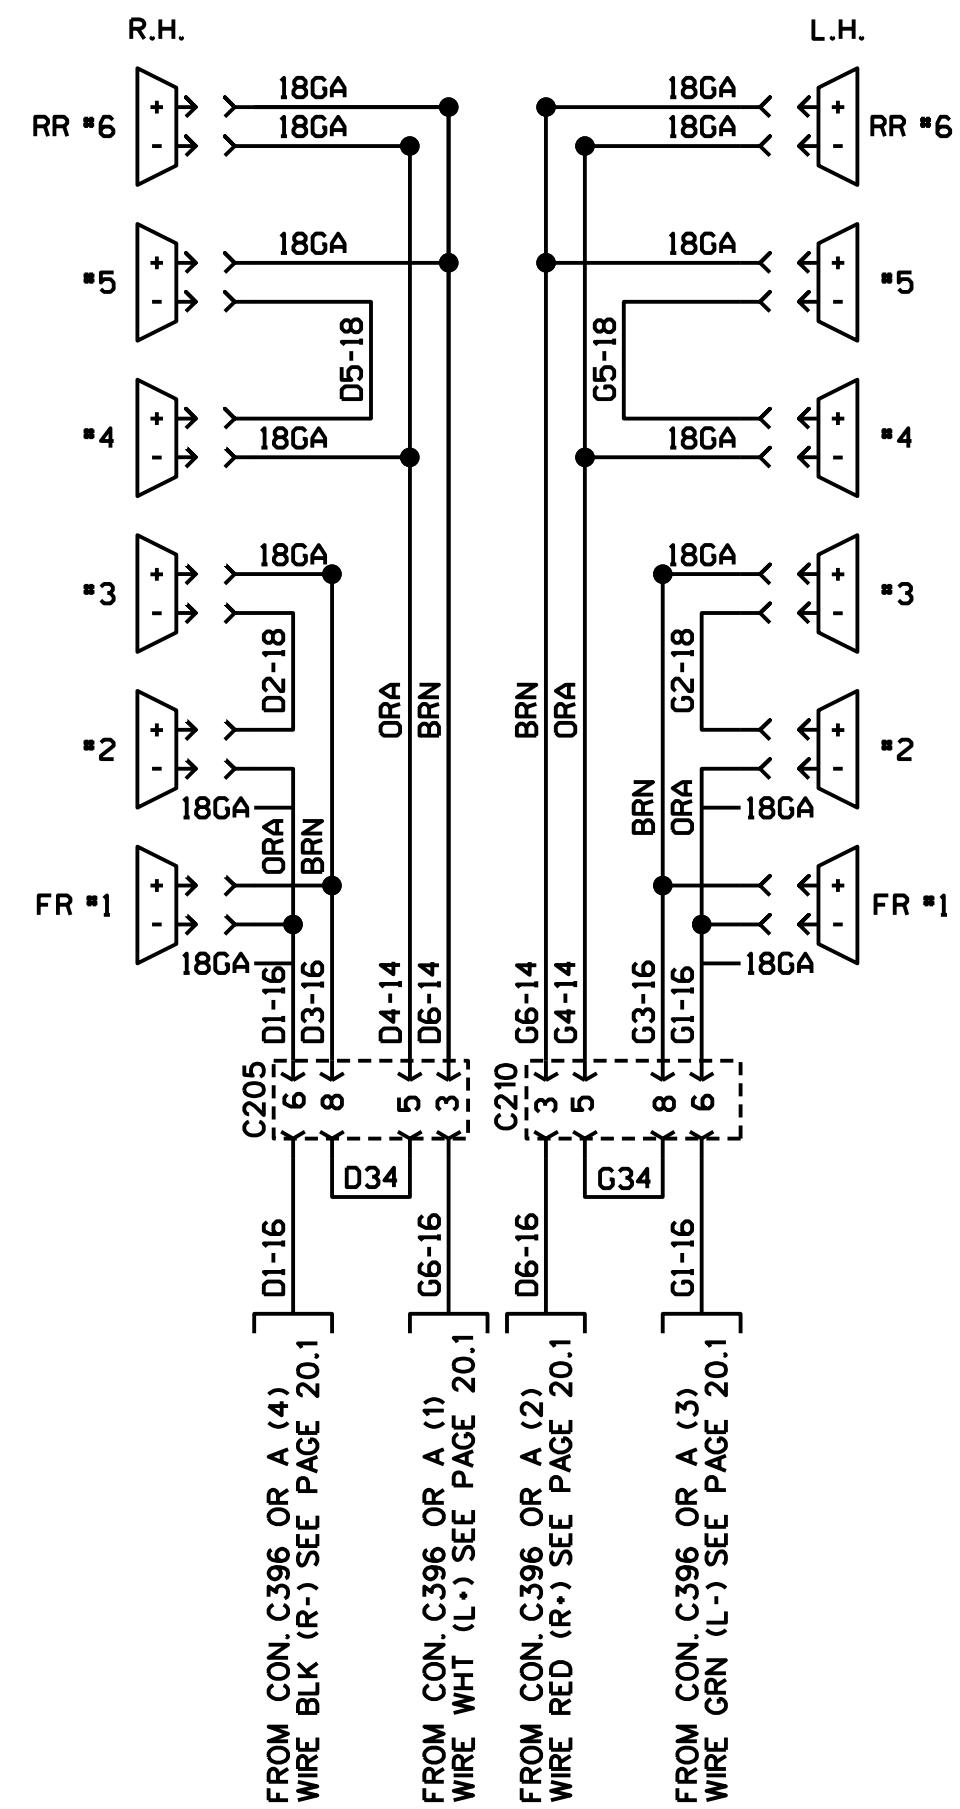 R.H. L.H.
18GA 18GA
RR #6 18GA 18GA RR #6
18GA 18GA
#5 #5
D5-18 G5-18
#4 18GA 18GA #4
18GA 18GA
#3 #3
D2-18 G2-18
ORA BRN BRN ORA
#2 #2
18GA ORA BRN BRN ORA 18GA
FR #1 FR #1
18GA 18GA
D1-16 D3-16 D4-14 D6-14 G6-14 G4-14 G3-16 G1-16
C205 6 8 5 3 C210 3 5 8 6
D34 G34
D1-16 G6-16 D6-16 G1-16
FROM CON. C396 OR A (4)
WIRE BLK (R-) SEE PAGE 20.1
FROM CON. C396 OR A (1)
WIRE WHT (L+) SEE PAGE 20.1
FROM CON. C396 OR A (2)
WIRE RED (R+) SEE PAGE 20.1
FROM CON. C396 OR A (3)
WIRE GRN (L-) SEE PAGE 20.1